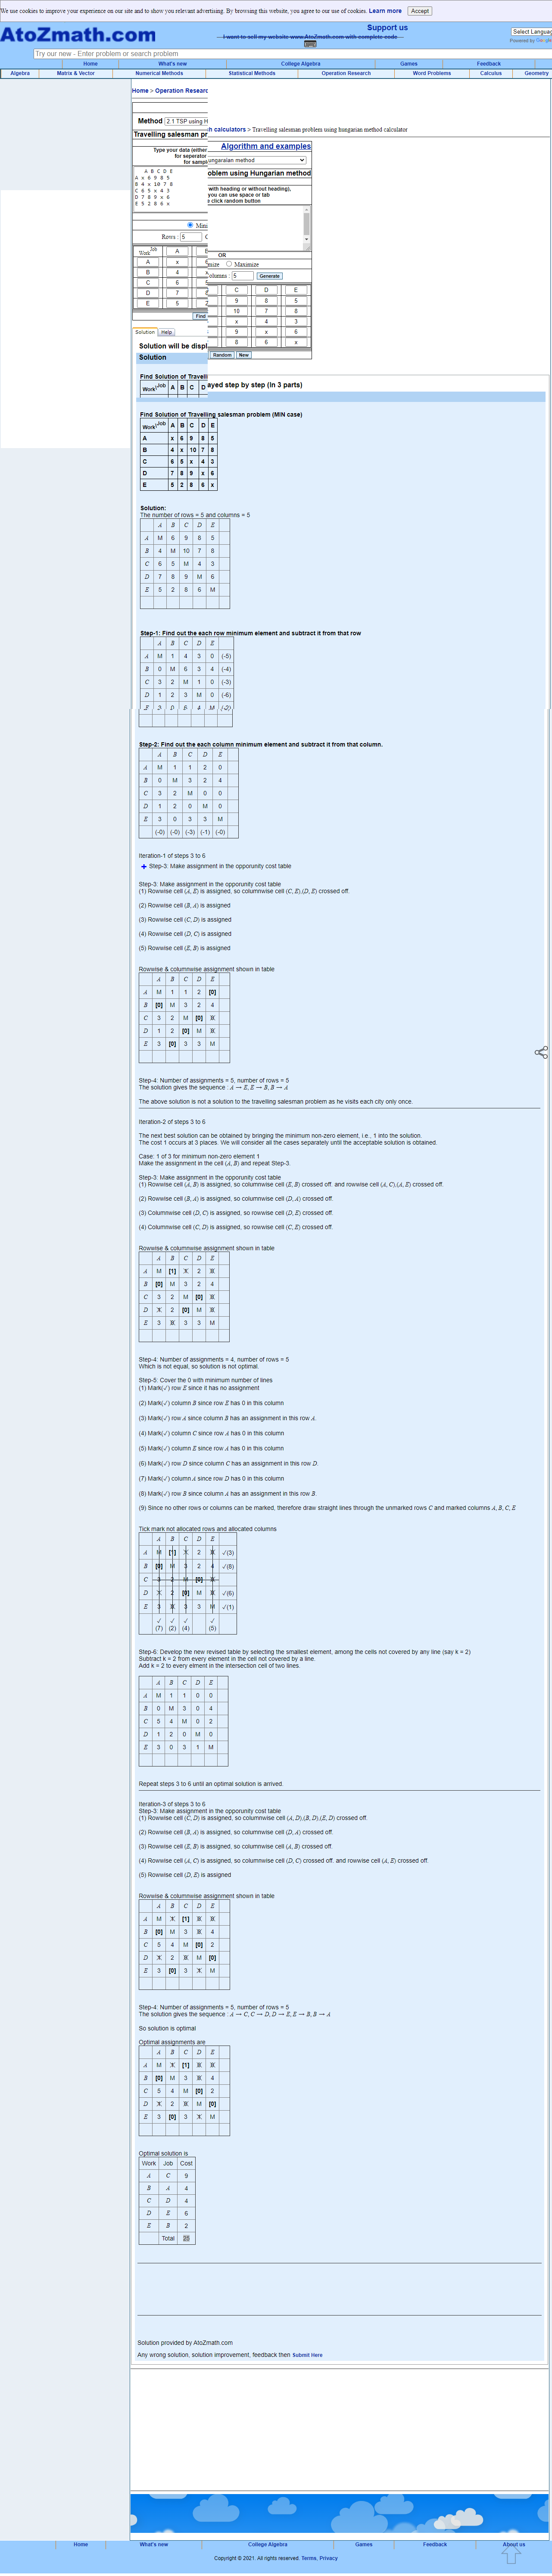 We use cookies to improve your experience on our site and to show you relevant advertising. By browsing this website, you agree to our use of cookies. Learn more Accept
AtoZmath.com
Support us
I want to sell my website www.AtoZmath.com with complete code
Select Langua
Powered by
Try our new - Enter problem or search problem
Home What's new College Algebra Games Feedback
Algebra Matrix & Vector Numerical Methods Statistical Methods Operation Research Word Problems Calculus Geometry
Home > Operation Researc
h calculators > Travelling salesman problem using hungarian method calculator
Method 2.1 TSP using H
Algorithm and examples
ungaraian method
Travelling salesman pr
oblem using Hungarian method
Type your data (either
with heading or without heading),
for seperator
you can use space or tab
for sampl
e click random button
A B C D E
A x 6 9 8 5
B 4 x 10 7 8
C 6 5 x 4 3
D 7 8 9 x 6
E 5 2 8 6 x
OR
Mini
mize Maximize
Rows : 5
olumns : 5 Generate
Work Job A
C D E
A x
9 8 5
B 4
10 7 8
C 6
x 4 3
D 7
9 x 6
E 5
8 6 x
Find
Random New
Solution Help
Solution will be displ
ayed step by step (In 3 parts)
Solution
Find Solution of Travelli
Work\Job A B C D
Find Solution of Travelling salesman problem (MIN case)
Work\Job A B C D E
A x 6 9 8 5
B 4 x 10 7 8
C 6 5 x 4 3
D 7 8 9 x 6
E 5 2 8 6 x
Solution:
The number of rows = 5 and columns = 5
A B C D E
A M 6 9 8 5
B 4 M 10 7 8
C 6 5 M 4 3
D 7 8 9 M 6
E 5 2 8 6 M
Step-1: Find out the each row minimum element and subtract it from that row
A B C D E
A M 1 4 3 0 (-5)
B 0 M 6 3 4 (-4)
C 3 2 M 1 0 (-3)
D 1 2 3 M 0 (-6)
E 3 0 6 4 M (-2)
Step-2: Find out the each column minimum element and subtract it from that column.
A B C D E
A M 1 1 2 0
B 0 M 3 2 4
C 3 2 M 0 0
D 1 2 0 M 0
E 3 0 3 3 M
(-0) (-0) (-3) (-1) (-0)
Iteration-1 of steps 3 to 6
Step-3: Make assignment in the opporunity cost table
Step-3: Make assignment in the opporunity cost table
(1) Rowwise cell (A, E) is assigned, so columnwise cell (C, E),(D, E) crossed off.
(2) Rowwise cell (B, A) is assigned
(3) Rowwise cell (C, D) is assigned
(4) Rowwise cell (D, C) is assigned
(5) Rowwise cell (E, B) is assigned
Rowwise & columnwise assignment shown in table
A B C D E
A M 1 1 2 [0]
B [0] M 3 2 4
C 3 2 M [0] 0
D 1 2 [0] M 0
E 3 [0] 3 3 M
Step-4: Number of assignments = 5, number of rows = 5
The solution gives the sequence : A → E, E → B, B → A
The above solution is not a solution to the travelling salesman problem as he visits each city only once.
Iteration-2 of steps 3 to 6
The next best solution can be obtained by bringing the minimum non-zero element, i.e., 1 into the solution.
The cost 1 occurs at 3 places. We will consider all the cases separately until the acceptable solution is obtained.
Case: 1 of 3 for minimum non-zero element 1
Make the assignment in the cell (A, B) and repeat Step-3.
Step-3: Make assignment in the opporunity cost table
(1) Rowwise cell (A, B) is assigned, so columnwise cell (E, B) crossed off. and rowwise cell (A, C),(A, E) crossed off.
(2) Rowwise cell (B, A) is assigned, so columnwise cell (D, A) crossed off.
(3) Columnwise cell (D, C) is assigned, so rowwise cell (D, E) crossed off.
(4) Columnwise cell (C, D) is assigned, so rowwise cell (C, E) crossed off.
Rowwise & columnwise assignment shown in table
A B C D E
A M [1] 1 2 0
B [0] M 3 2 4
C 3 2 M [0] 0
D 1 2 [0] M 0
E 3 0 3 3 M
Step-4: Number of assignments = 4, number of rows = 5
Which is not equal, so solution is not optimal.
Step-5: Cover the 0 with minimum number of lines
(1) Mark(✓) row E since it has no assignment
(2) Mark(✓) column B since row E has 0 in this column
(3) Mark(✓) row A since column B has an assignment in this row A.
(4) Mark(✓) column C since row A has 0 in this column
(5) Mark(✓) column E since row A has 0 in this column
(6) Mark(✓) row D since column C has an assignment in this row D.
(7) Mark(✓) column A since row D has 0 in this column
(8) Mark(✓) row B since column A has an assignment in this row B.
(9) Since no other rows or columns can be marked, therefore draw straight lines through the unmarked rows C and marked columns A, B, C, E
Tick mark not allocated rows and allocated columns
A B C D E
A M [1] 1 2 0 ✓(3)
B [0] M 3 2 4 ✓(8)
C 3 2 M [0] 0
D 1 2 [0] M 0 ✓(6)
E 3 0 3 3 M ✓(1)
✓ ✓ ✓ ✓
(7) (2) (4) (5)
Step-6: Develop the new revised table by selecting the smallest element, among the cells not covered by any line (say k = 2)
Subtract k = 2 from every element in the cell not covered by a line.
Add k = 2 to every elment in the intersection cell of two lines.
A B C D E
A M 1 1 0 0
B 0 M 3 0 4
C 5 4 M 0 2
D 1 2 0 M 0
E 3 0 3 1 M
Repeat steps 3 to 6 until an optimal solution is arrived.
Iteration-3 of steps 3 to 6
Step-3: Make assignment in the opporunity cost table
(1) Rowwise cell (C, D) is assigned, so columnwise cell (A, D),(B, D),(E, D) crossed off.
(2) Rowwise cell (B, A) is assigned, so columnwise cell (D, A) crossed off.
(3) Rowwise cell (E, B) is assigned, so columnwise cell (A, B) crossed off.
(4) Rowwise cell (A, C) is assigned, so columnwise cell (D, C) crossed off. and rowwise cell (A, E) crossed off.
(5) Rowwise cell (D, E) is assigned
Rowwise & columnwise assignment shown in table
A B C D E
A M 1 [1] 0 0
B [0] M 3 0 4
C 5 4 M [0] 2
D 1 2 0 M [0]
E 3 [0] 3 1 M
Step-4: Number of assignments = 5, number of rows = 5
The solution gives the sequence : A → C, C → D, D → E, E → B, B → A
So solution is optimal
Optimal assignments are
A B C D E
A M 1 [1] 0 0
B [0] M 3 0 4
C 5 4 M [0] 2
D 1 2 0 M [0]
E 3 [0] 3 1 M
Optimal solution is
Work Job Cost
A C 9
B A 4
C D 4
D E 6
E B 2
Total 25
Solution provided by AtoZmath.com
Any wrong solution, solution improvement, feedback then Submit Here
Home What's new College Algebra Games Feedback About us
Copyright © 2021. All rights reserved. Terms, Privacy